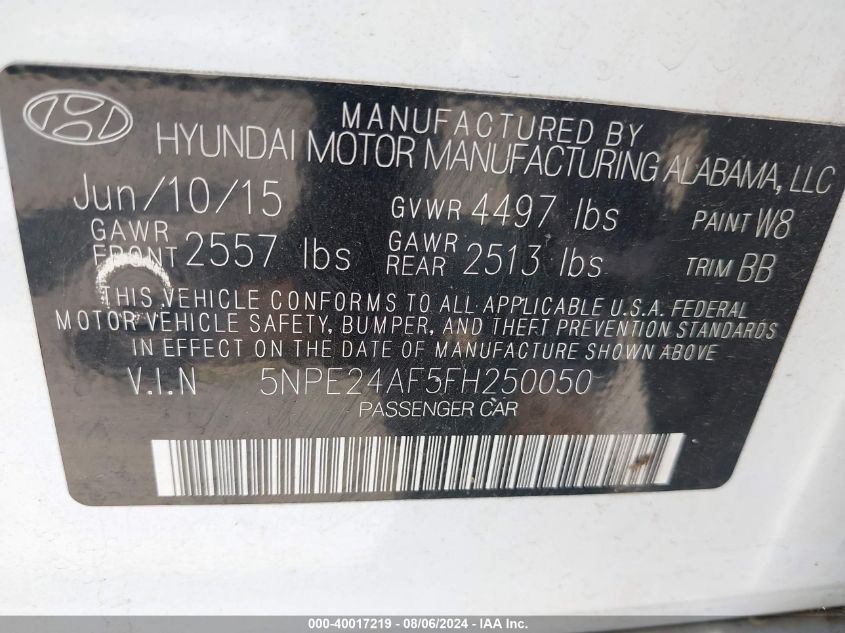 MANUFACTURED BY
HYUNDAI MOTOR MANUFACTURING ALABAMA, LLC
Jun/10/15 GVWR 4497 lbs PAINT W8
GAWR FRONT 2557 lbs GAWR REAR 2513 lbs TRIM BB
THIS VEHICLE CONFORMS TO ALL APPLICABLE U.S.A. FEDERAL
MOTOR VEHICLE SAFETY, BUMPER, AND THEFT PREVENTION STANDARDS
IN EFFECT ON THE DATE OF MANUFACTURE SHOWN ABOVE
V.I.N 5NPE24AF5FH250050
PASSENGER CAR
000-40017219 - 08/06/2024 - IAA Inc.